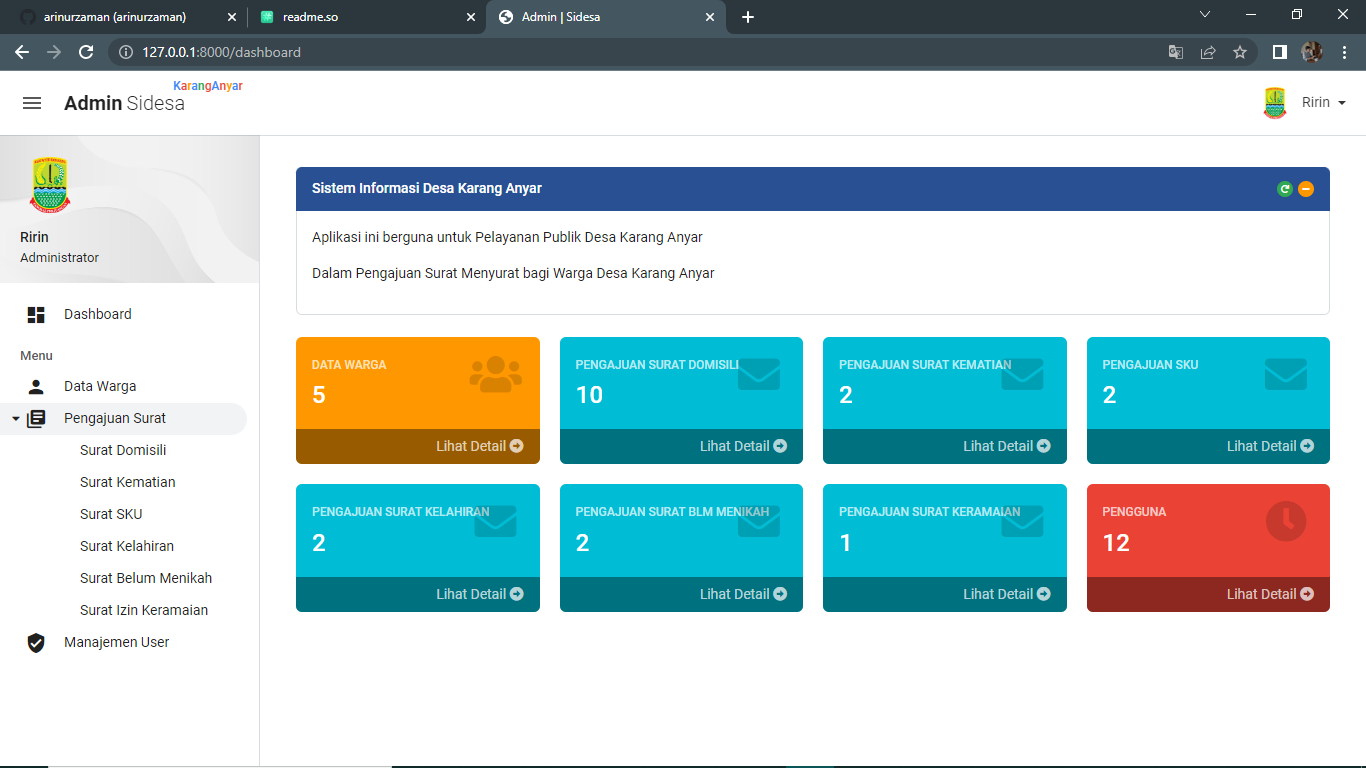 arinurzaman (arinurzaman)
readme.so
Admin | Sidesa
127.0.0.1:8000/dashboard
KarangAnyar
Admin Sidesa
Ririn
Ririn
Administrator
Dashboard
Menu
Data Warga
Pengajuan Surat
Surat Domisili
Surat Kematian
Surat SKU
Surat Kelahiran
Surat Belum Menikah
Surat Izin Keramaian
Manajemen User
Sistem Informasi Desa Karang Anyar
Aplikasi ini berguna untuk Pelayanan Publik Desa Karang Anyar
Dalam Pengajuan Surat Menyurat bagi Warga Desa Karang Anyar
DATA WARGA
5
Lihat Detail
PENGAJUAN SURAT DOMISILI
10
Lihat Detail
PENGAJUAN SURAT KEMATIAN
2
Lihat Detail
PENGAJUAN SKU
2
Lihat Detail
PENGAJUAN SURAT KELAHIRAN
2
Lihat Detail
PENGAJUAN SURAT BLM MENIKAH
2
Lihat Detail
PENGAJUAN SURAT KERAMAIAN
1
Lihat Detail
PENGGUNA
12
Lihat Detail